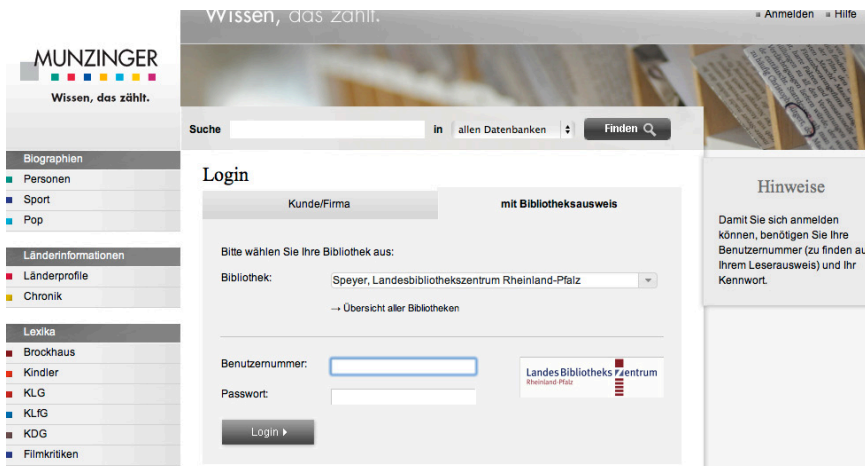 Wissen, das zählt.
Anmelden
Hilfe
MUNZINGER
Wissen, das zählt.
Suche
in
allen Datenbanken
Finden
Biographien
Personen
Sport
Pop
Länderinformationen
Länderprofile
Chronik
Lexika
Brockhaus
Kindler
KLG
KLfG
KDG
Filmkritiken
Login
Kunde/Firma
mit Bibliotheksausweis
Bitte wählen Sie Ihre Bibliothek aus:
Bibliothek:
Speyer, Landesbibliothekszentrum Rheinland-Pfalz
→ Übersicht aller Bibliotheken
Benutzernummer:
Passwort:
Login
LandesBibliothekszentrum
Rheinland-Pfalz
Hinweise
Damit Sie sich anmelden
können, benötigen Sie Ihre
Benutzernummer (zu finden au
Ihrem Leserausweis) und Ihr
Kennwort.